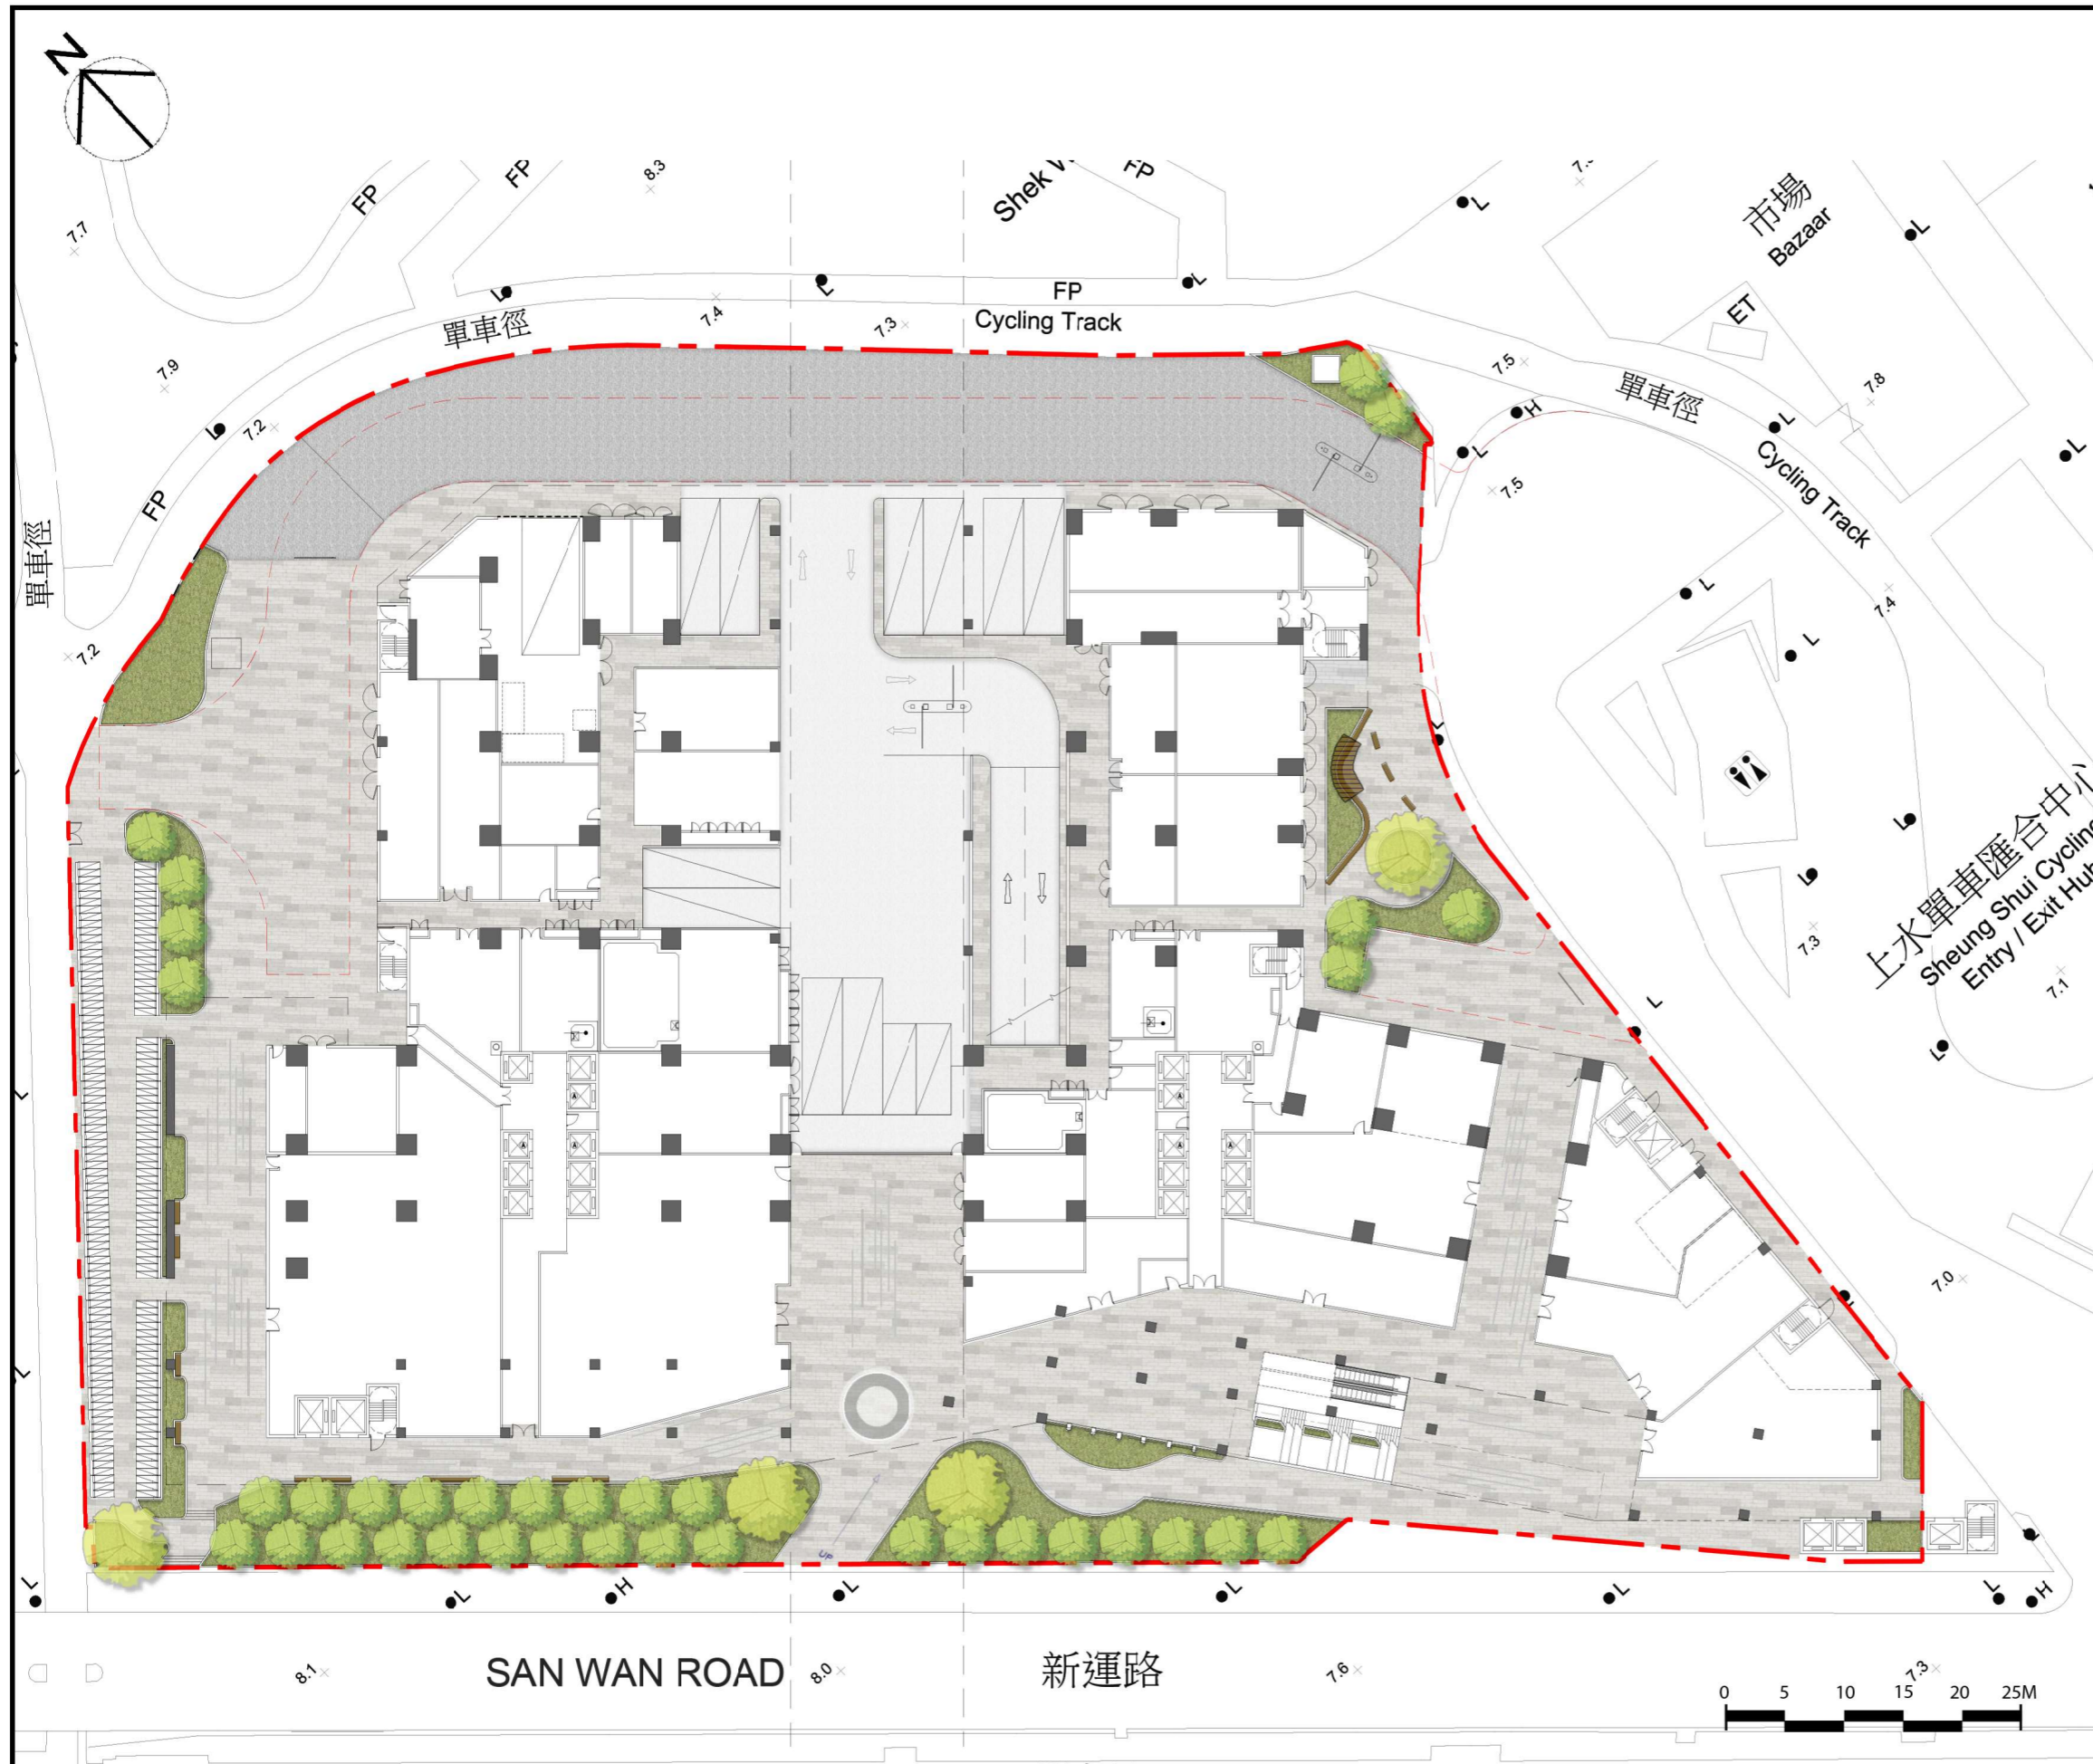 N
FP
FP
8.3
Shek
FP
7.7
L
市場
Bazaar
L
L
L
L
FP
Cycling Track
單車徑
7.4
7.3
ET
7.9
7.5
單車徑
7.8
L
7.2
H
L
L
Cycling Track
L
7.5
FP
單車徑
7.2
L
7.4
L
L
L
L
7.3
上水單車匯合中心
Sheung Shui Cycling
Entry / Exit Hub
7.1
L
L
A
A
A
A
A
A
L
7.0
L
L
L
UP
L
L
H
L
L
L
L
H
8.1
SAN WAN ROAD
8.0
新運路
7.6
7.3
0 5 10 15 20 25M